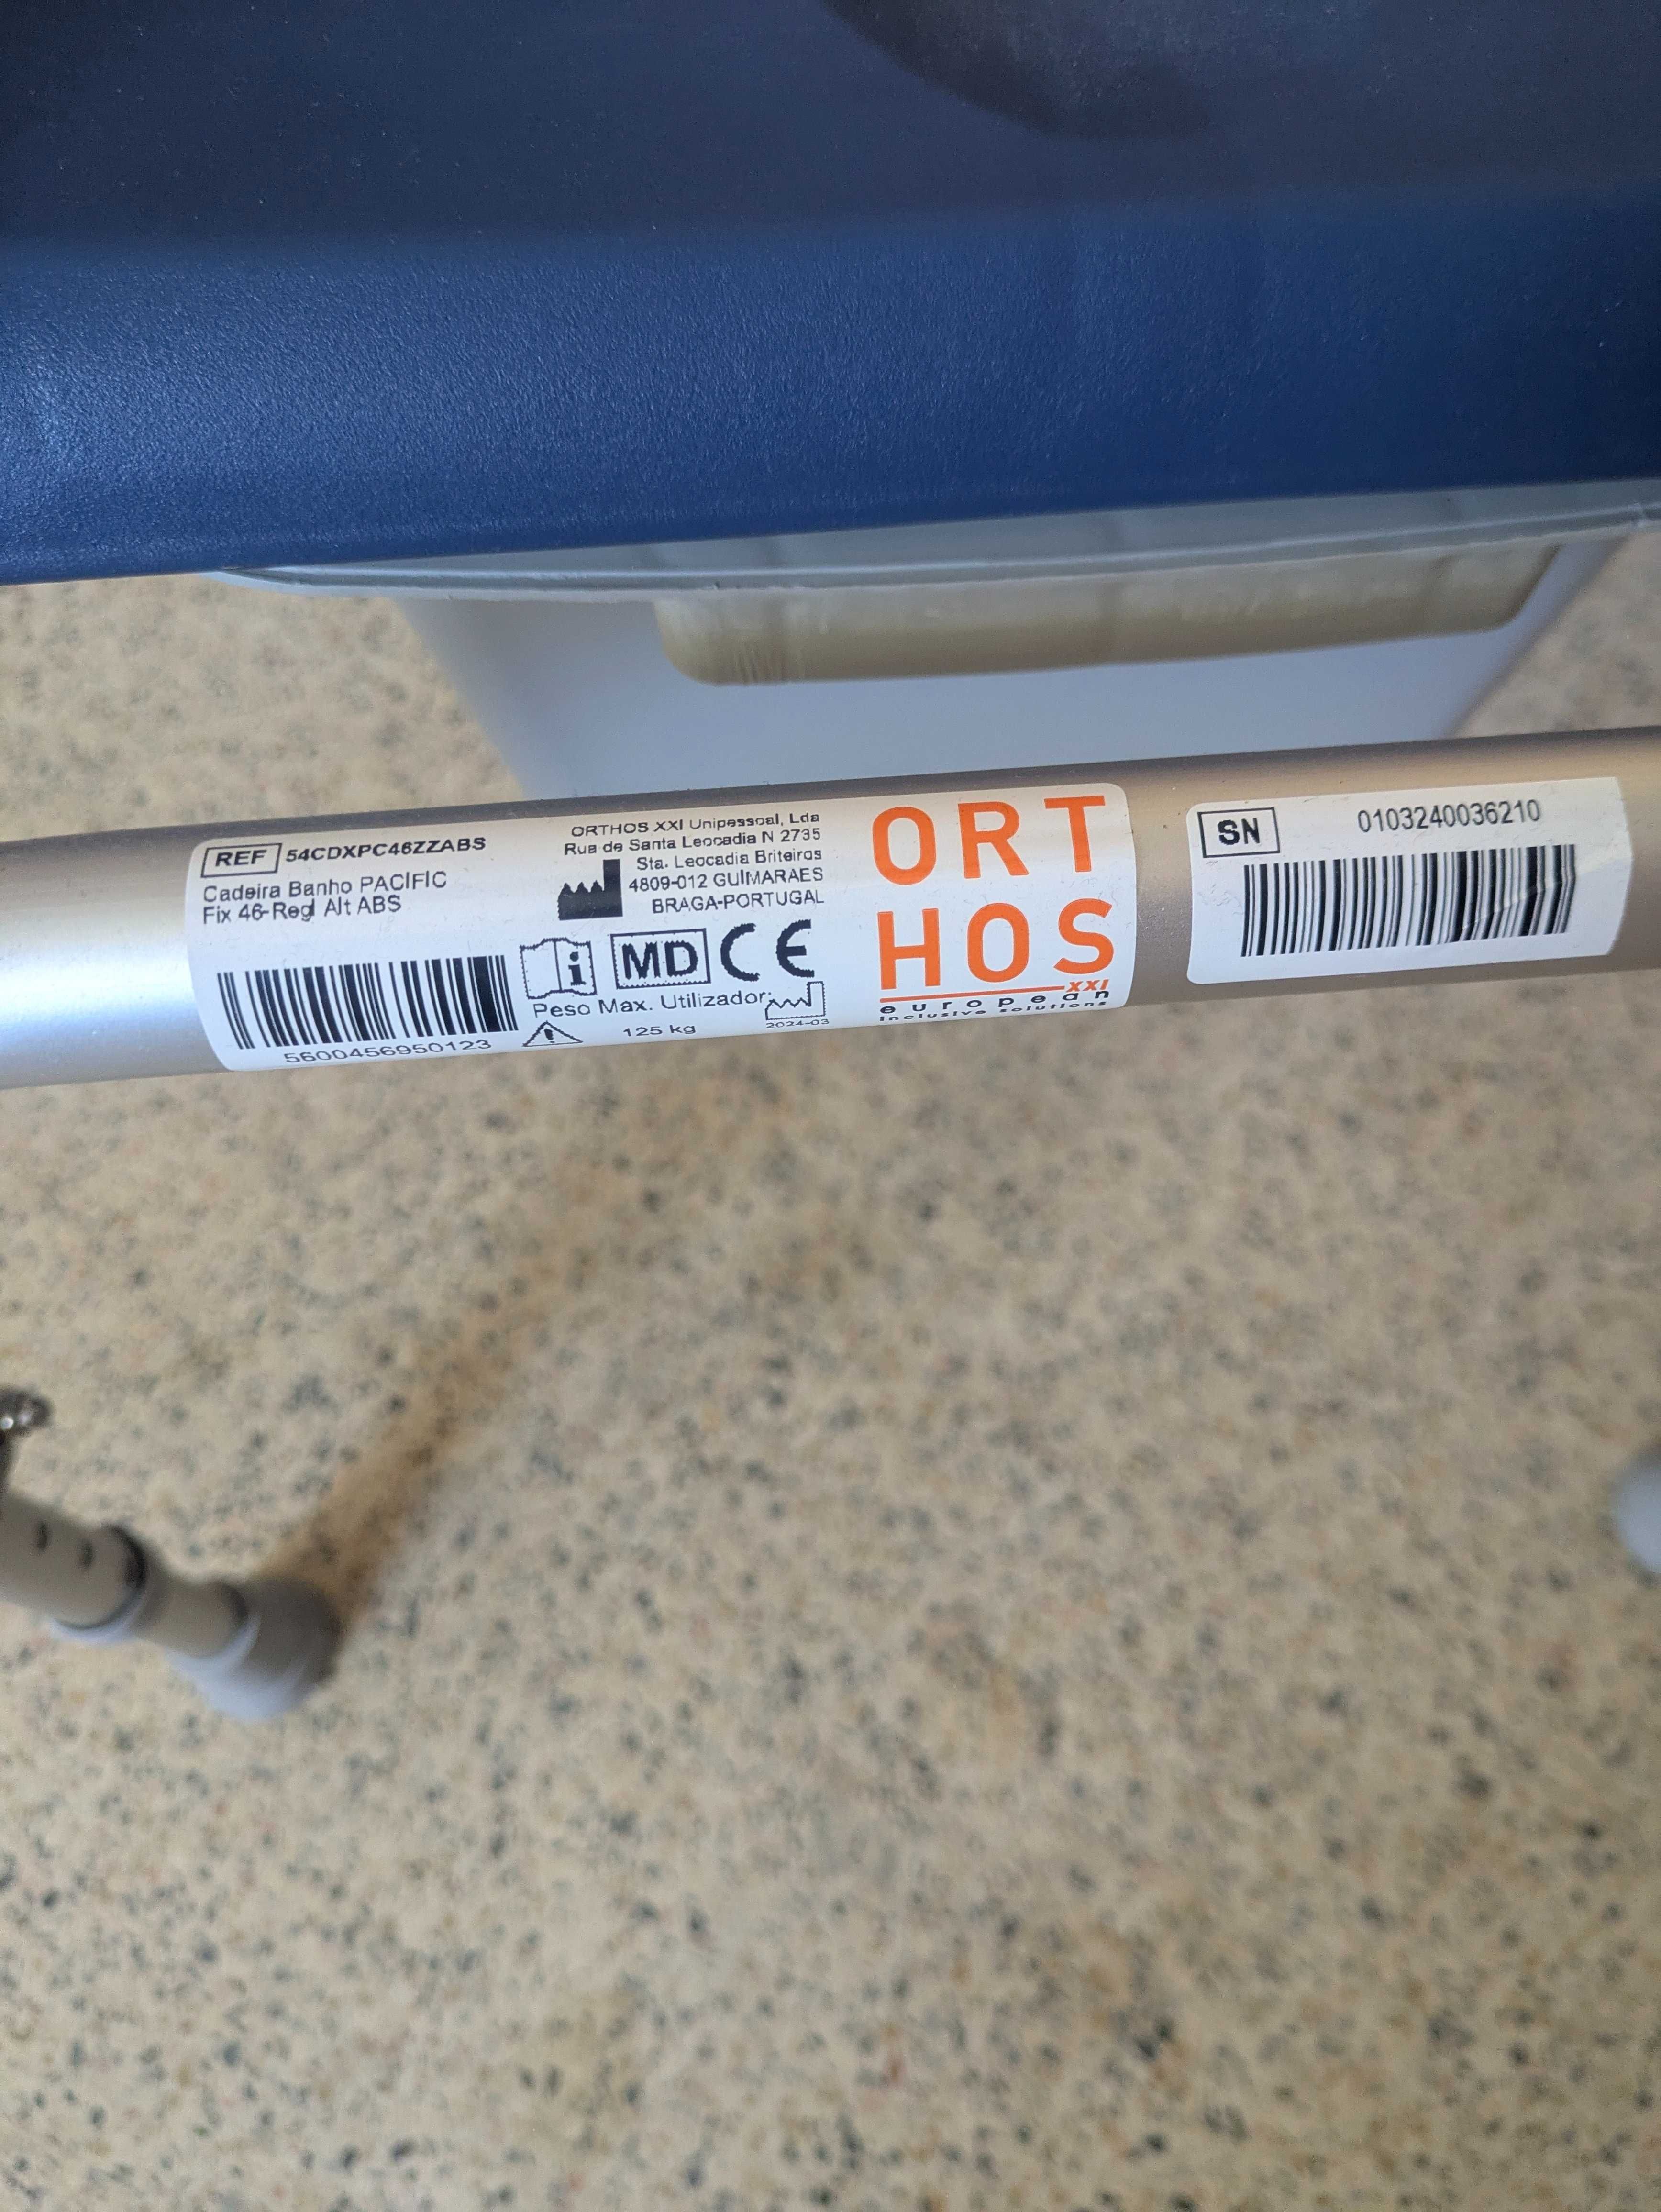 REF 54CDXPC46ZZABS
Cadeira Banho PACIFIC
Fix 46-Regl Alt ABS
5600456950123
ORTHOS XXI Unipessoal, Lda
Rua de Santa Leocadia N 2735
Sta. Leocadia Briteiros
4809-012 GUIMARAES
BRAGA-PORTUGAL
i MD CE
Peso Max. Utilizador:
125 kg
2024-03
ORT
HOS
XXI
european
inclusive solutions
SN 0103240036210